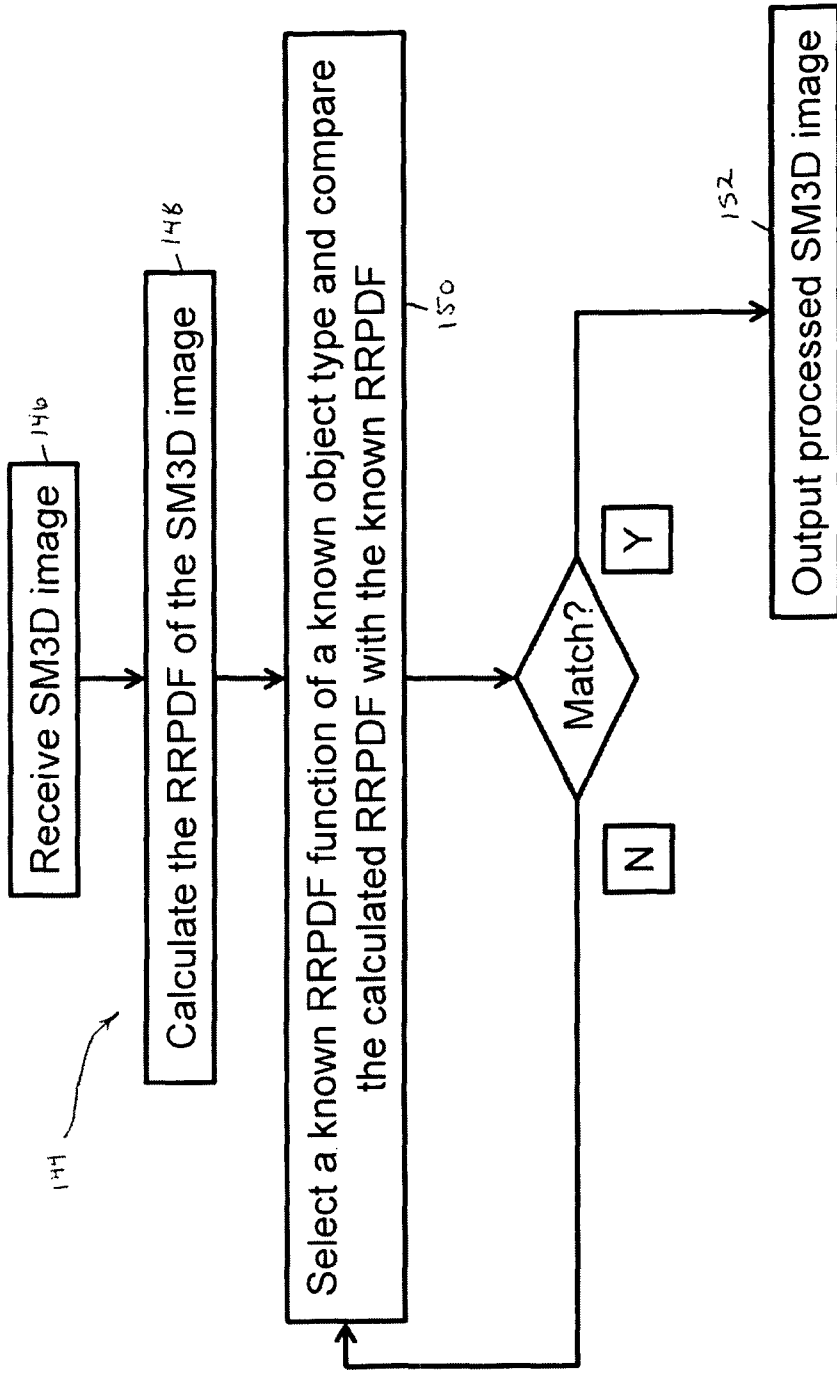 144
Receive SM3D image
146
Calculate the RRPDF of the SM3D image
148
Select a known RRPDF function of a known object type and compare
the calculated RRPDF with the known RRPDF
150
Match?
N
Y
152
Output processed SM3D image